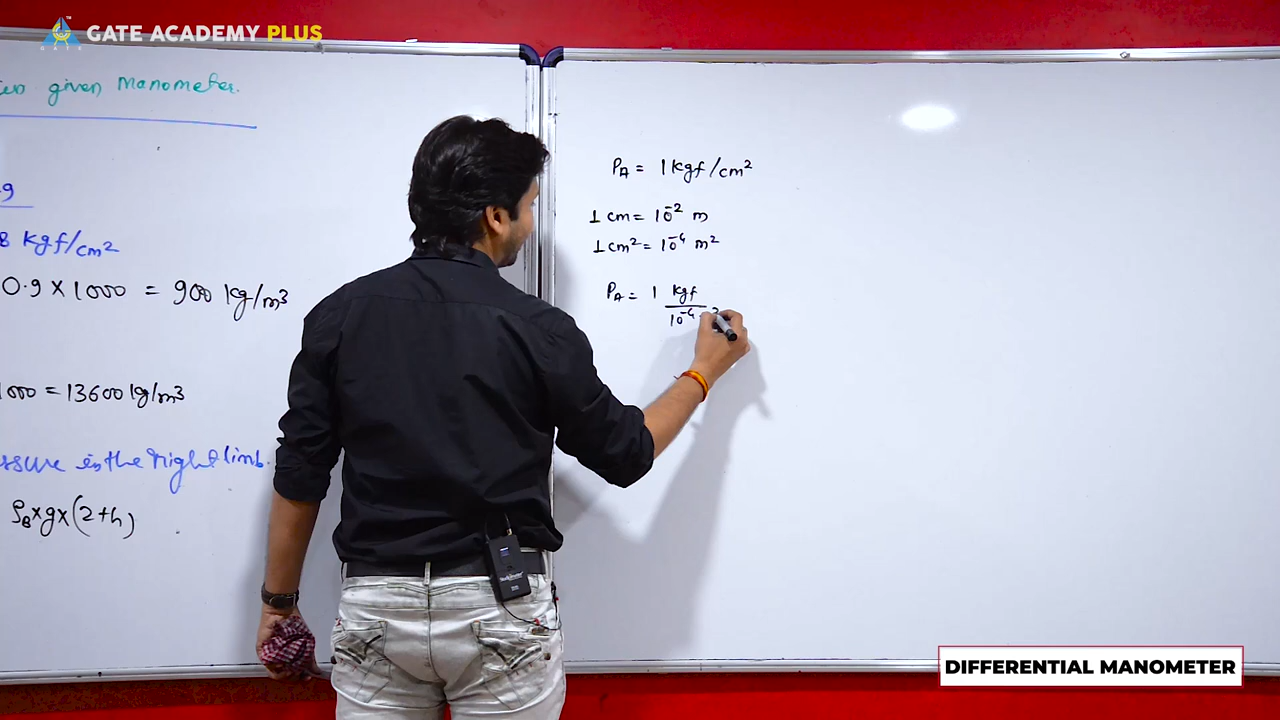 GATE ACADEMY PLUS
GATE
given Manometer.
g
8 Kgf/cm²
0.9 × 1000 = 900 kg/m³
1000 = 13600 kg/m³
ssure in the right limb.
ρB×g×(2+h)
PA = 1 Kgf/cm²
1 cm = 10⁻² m
1 cm² = 10⁻⁴ m²
PA = 1 Kgf
10⁻⁴
DIFFERENTIAL MANOMETER